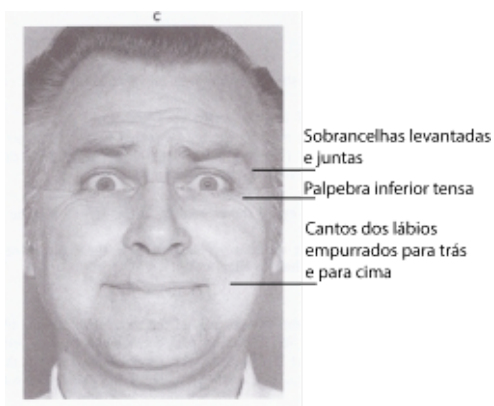 c
Sobrancelhas levantadas
e juntas
Palpebra inferior tensa
Cantos dos lábios
empurrados para trás
e para cima